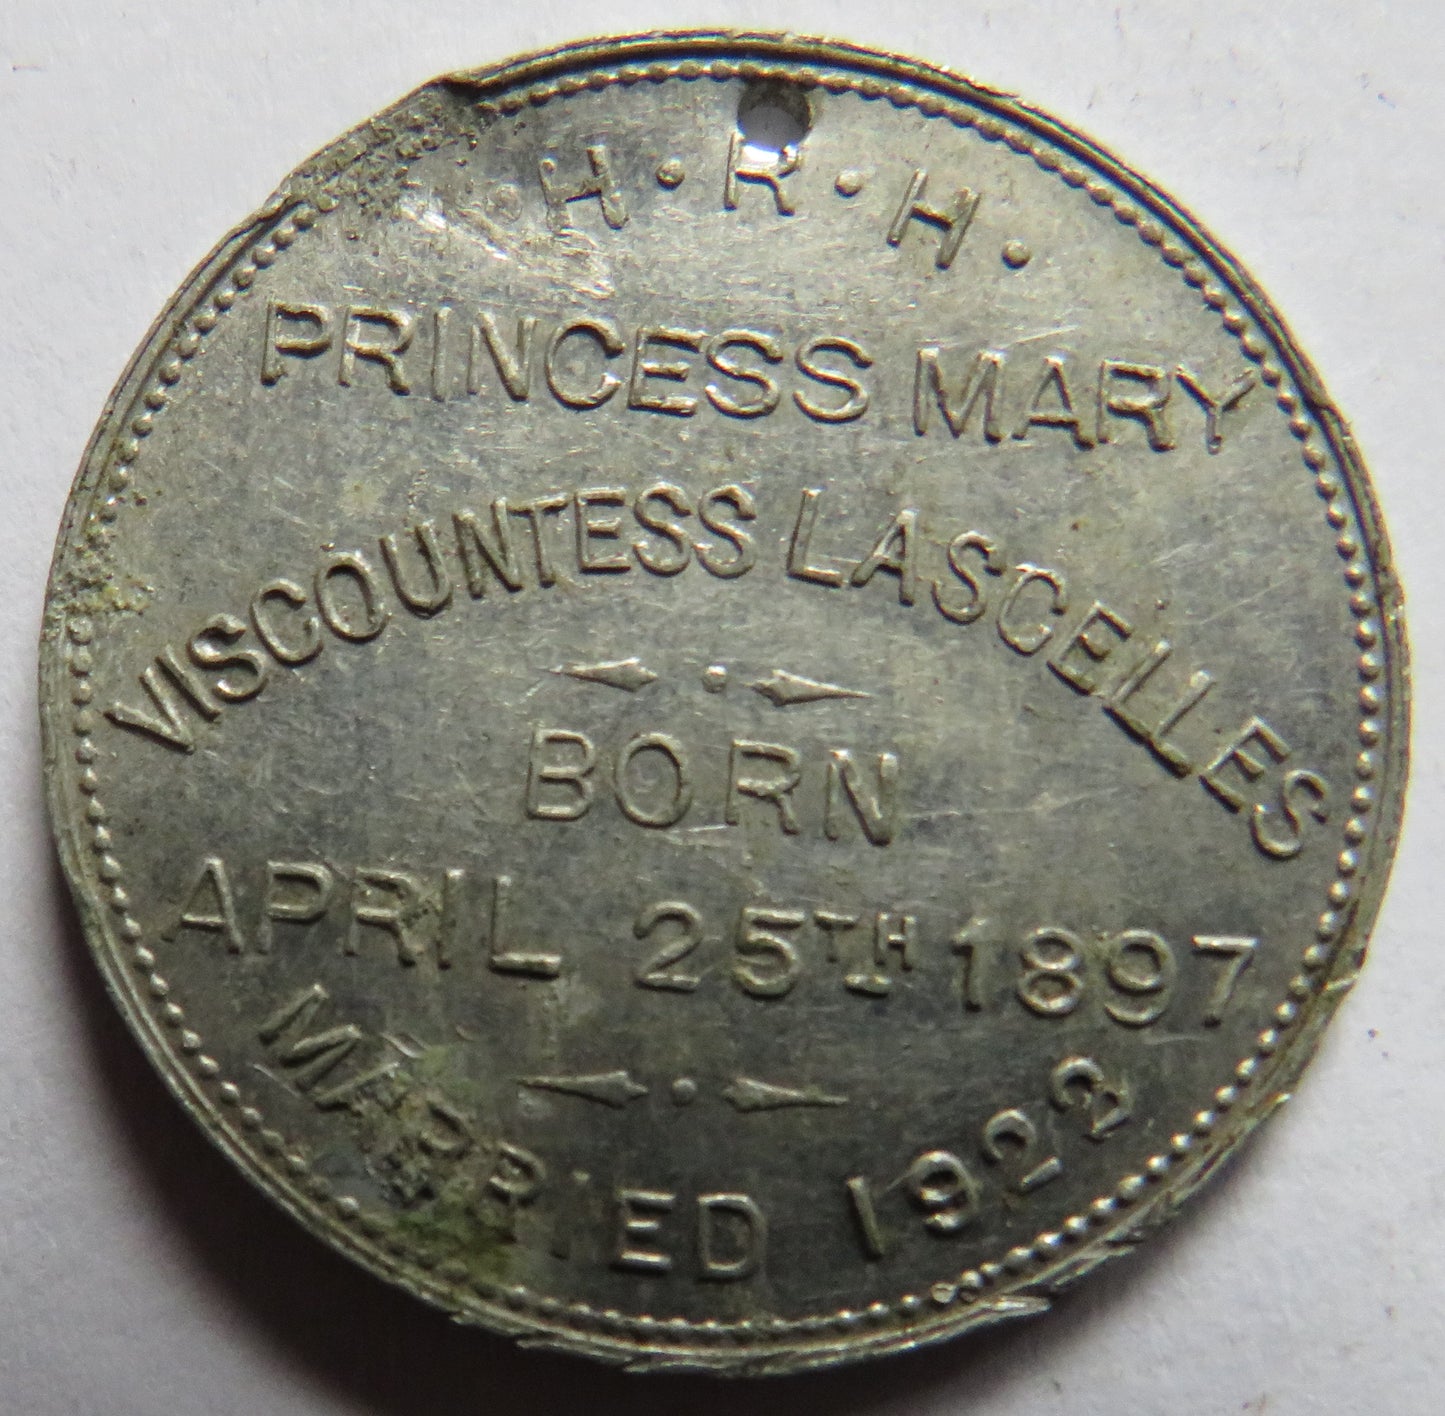 H·R·H·
PRINCESS MARY
VISCOUNTESS LASCELLES
BORN
APRIL 25TH 1897
MARRIED 1922